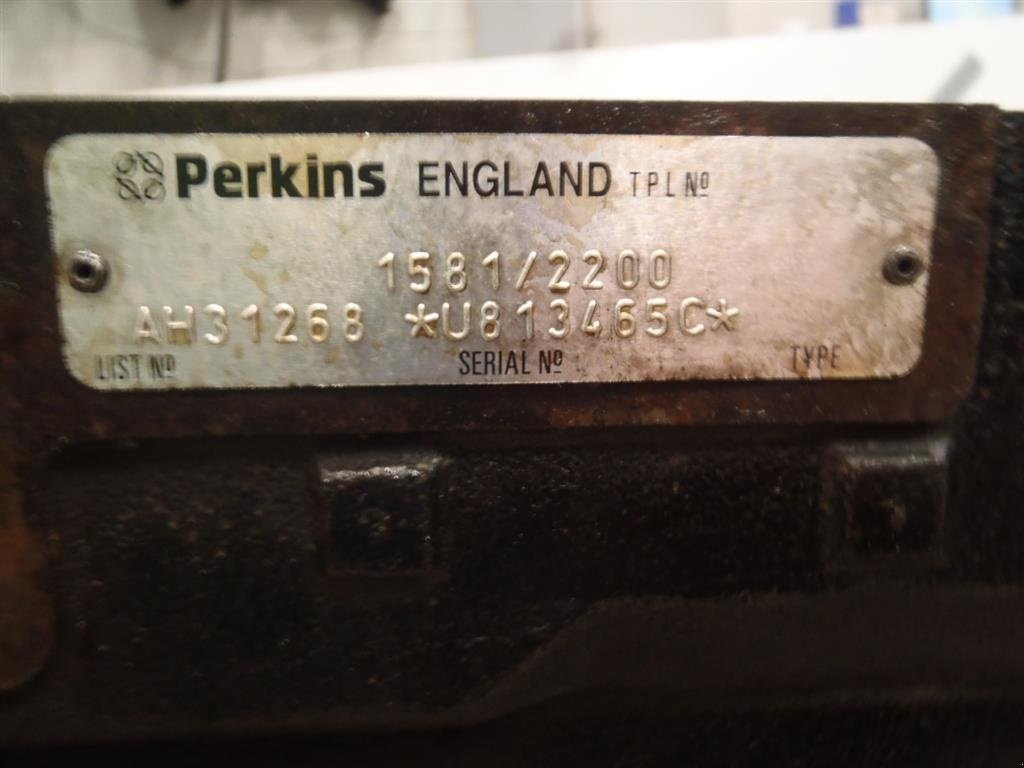 Perkins ENGLAND TPL Nº
1581/2200
AH31268 *U813465C*
LIST Nº SERIAL Nº TYPE